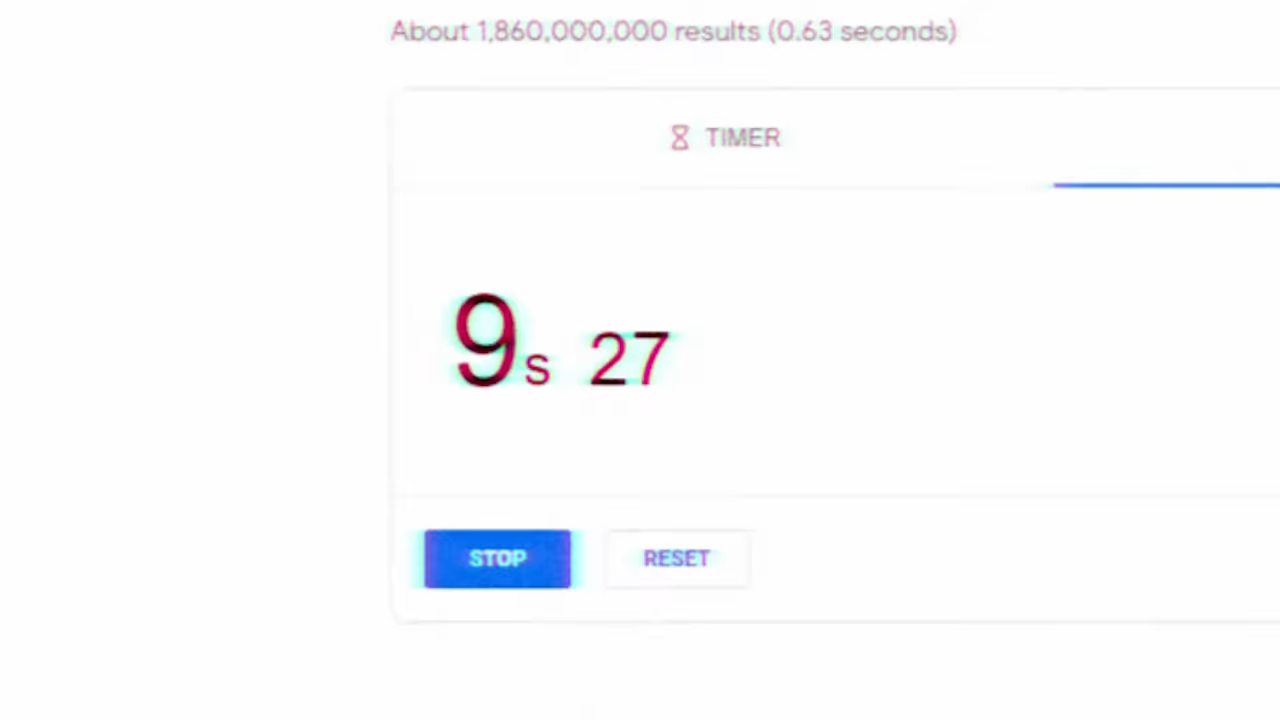 About 1,860,000,000 results (0.63 seconds)
TIMER
9s 27
STOP RESET